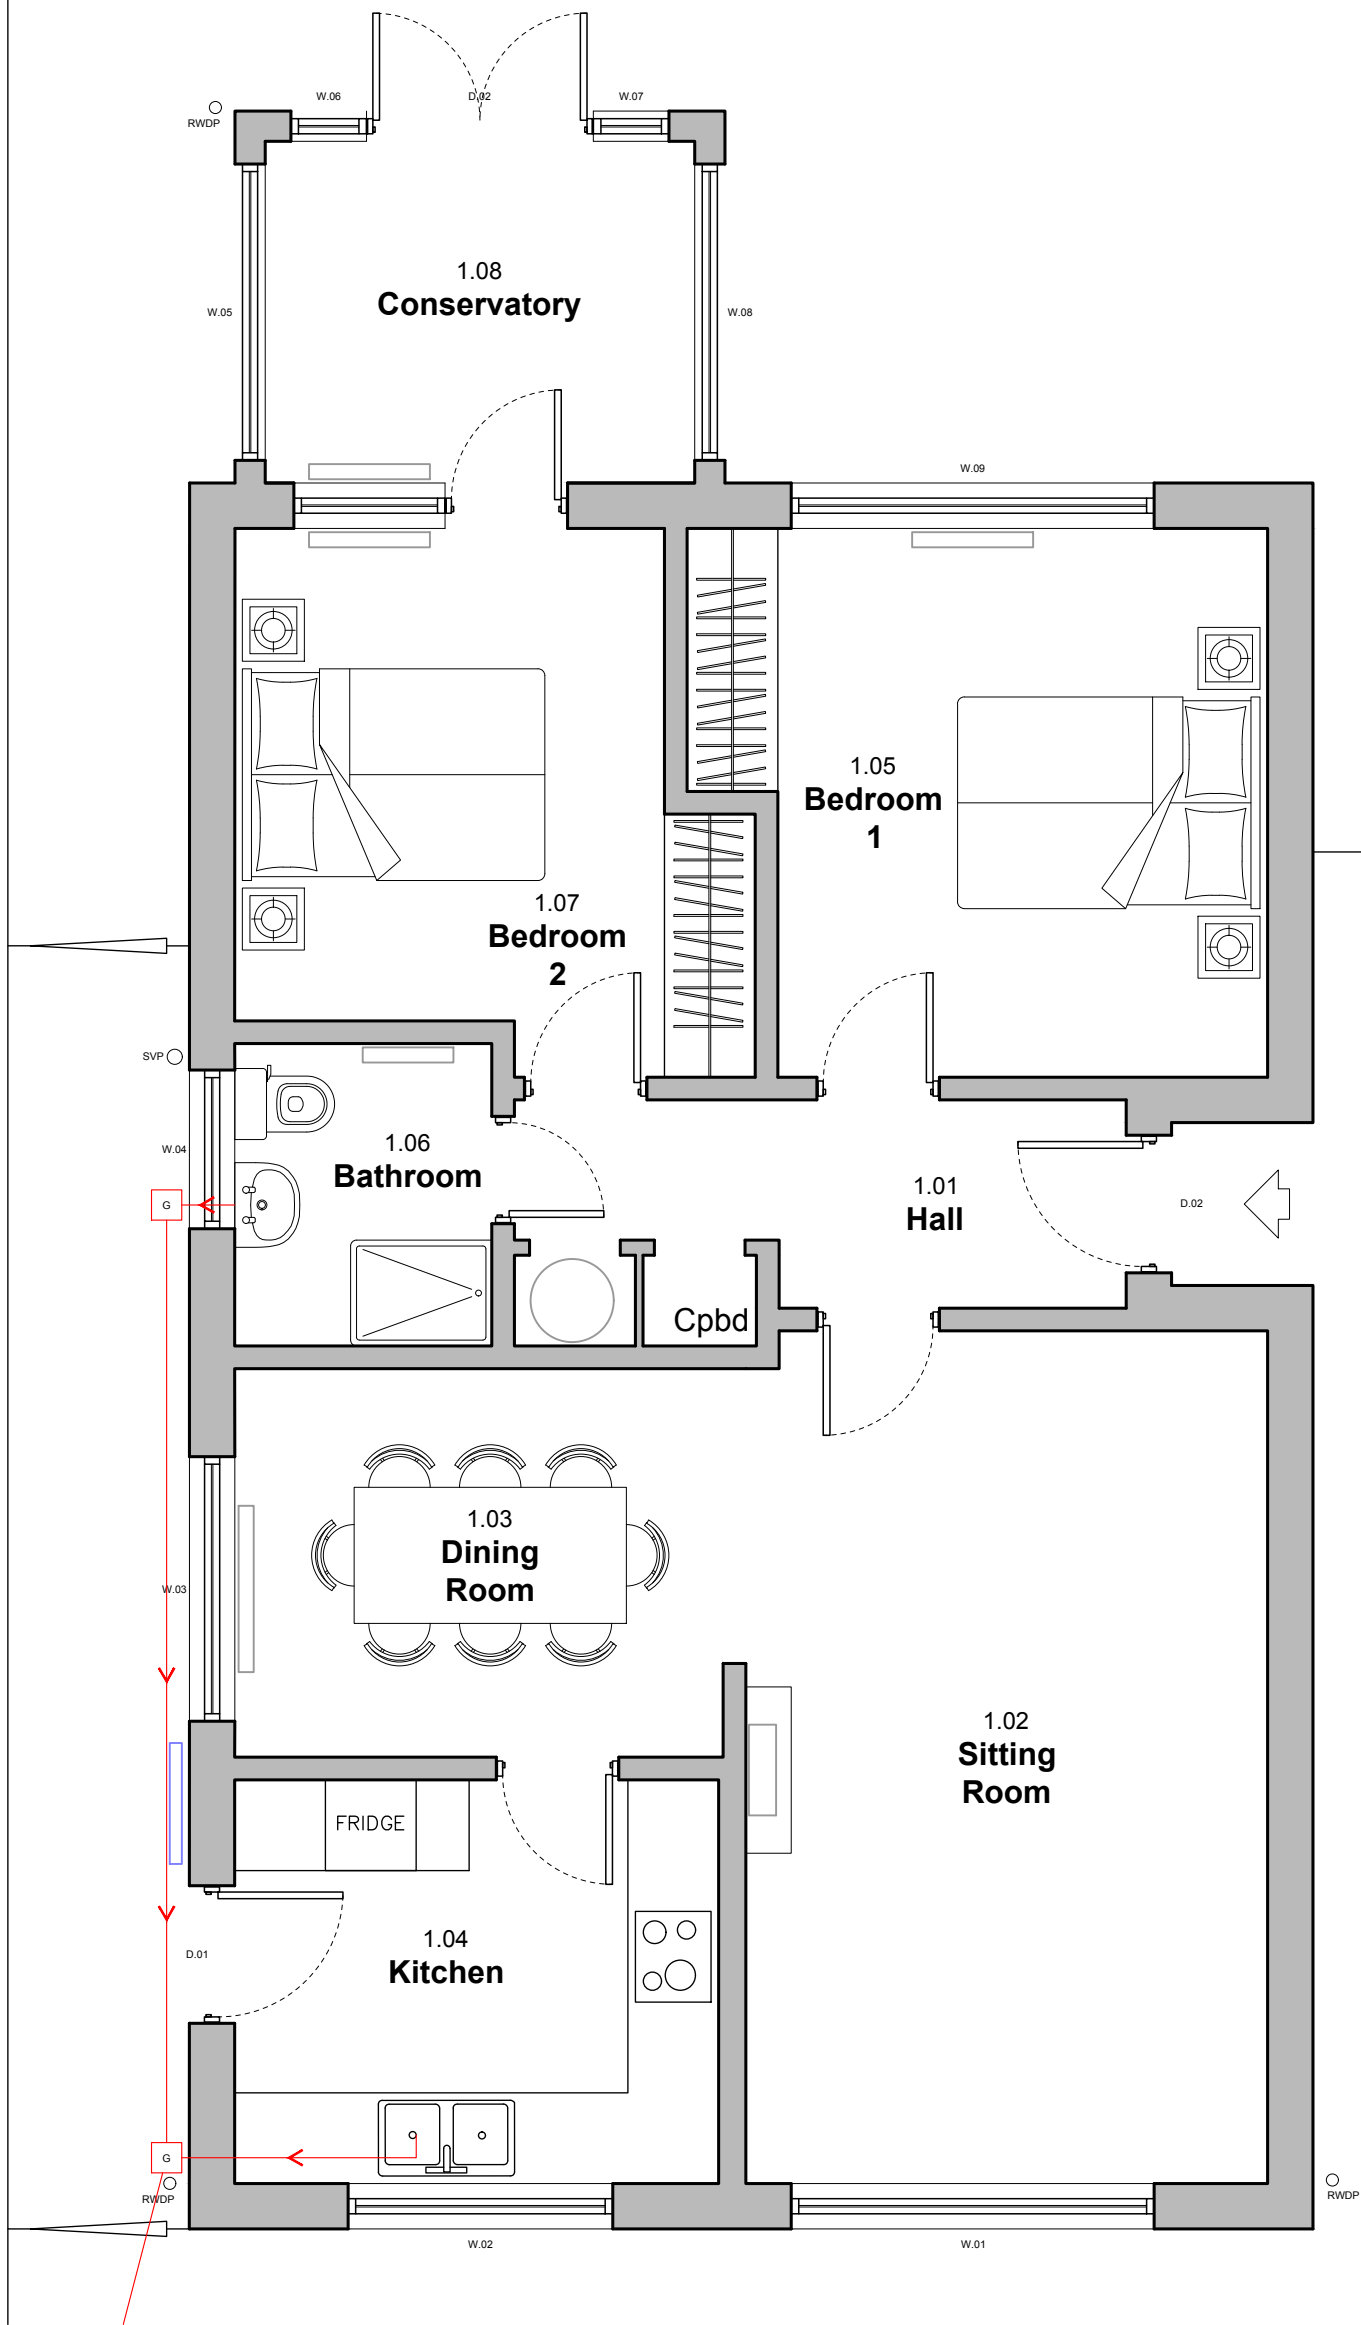 W.06
D.02
W.07
RWDP
1.08
Conservatory
W.05
W.08
W.09
1.05
Bedroom
1
1.07
Bedroom
2
SVP
1.06
Bathroom
W.04
G
1.01
Hall
D.02
Cpbd
1.03
Dining
Room
W.03
1.02
Sitting
Room
FRIDGE
1.04
Kitchen
D.01
G
RWDP
RWDP
W.02
W.01